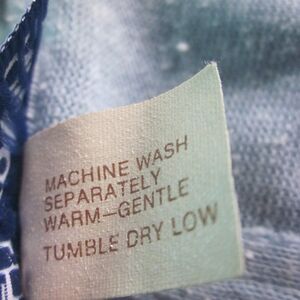 MACHINE WASH
SEPARATELY
WARM—GENTLE
TUMBLE DRY LOW